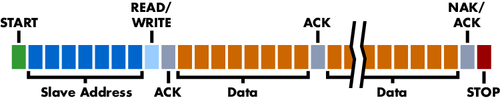 READ/
WRITE
NAK/
ACK
START
ACK
Slave Address
ACK
Data
Data
STOP